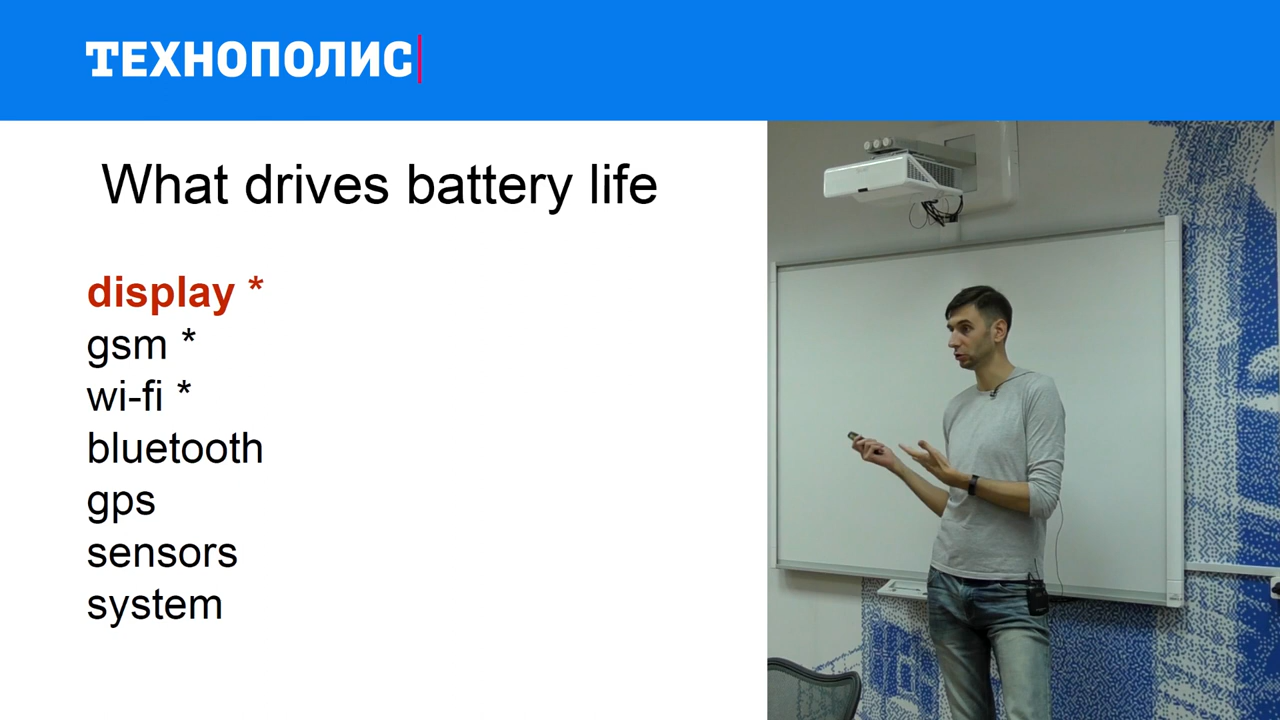 ТЕХНОПОЛИС
What drives battery life
display *
gsm *
wi-fi *
bluetooth
gps
sensors
system